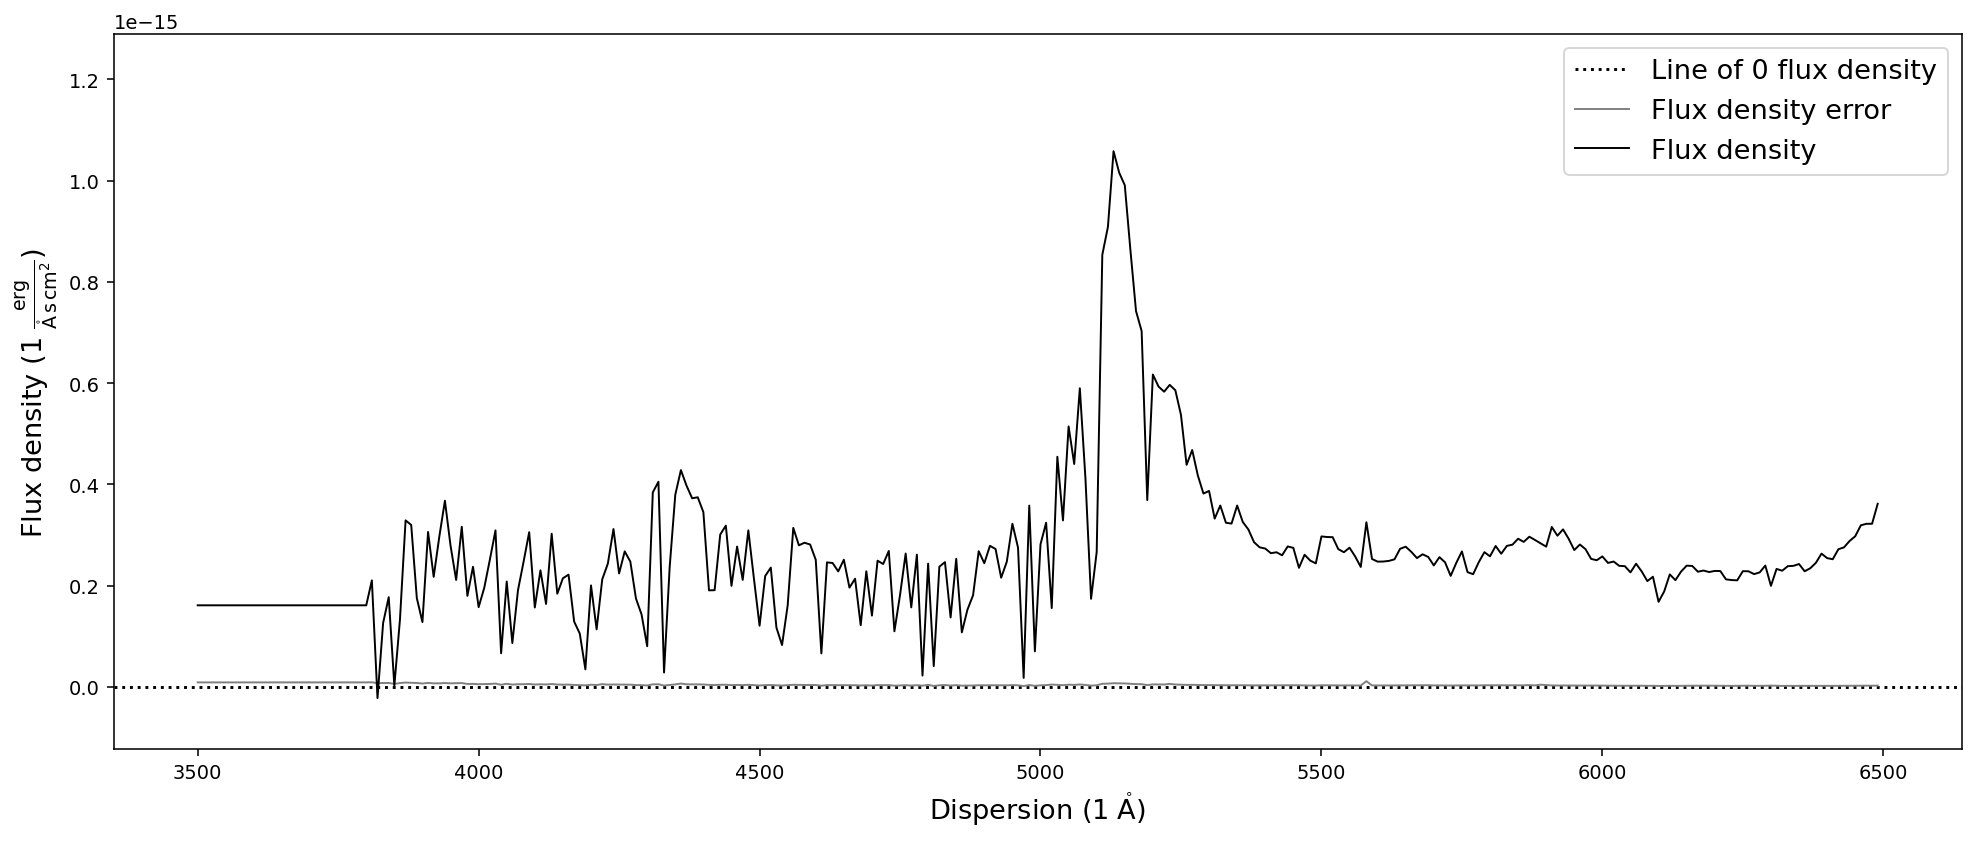 1e−15
1.2
1.0
0.8
0.6
0.4
0.2
0.0
Flux density (1 erg / Å s cm²)
Line of 0 flux density
Flux density error
Flux density
3500 4000 4500 5000 5500 6000 6500
Dispersion (1 Å)